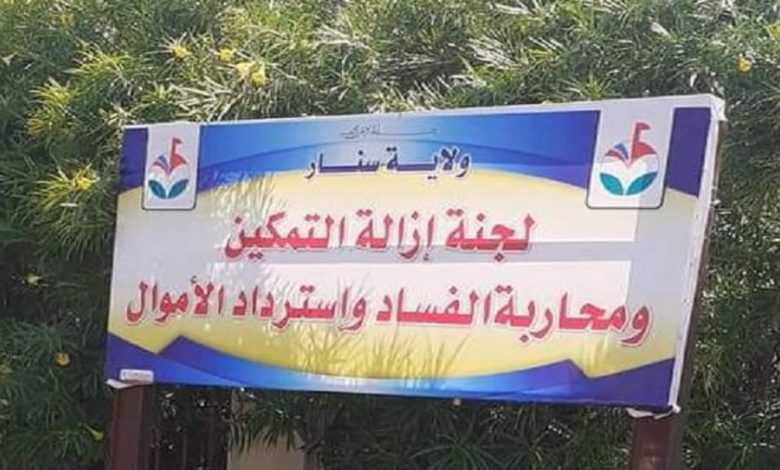 ولاية سنار
لجنة إزالة التمكين
ومحاربة الفساد واسترداد الأموال